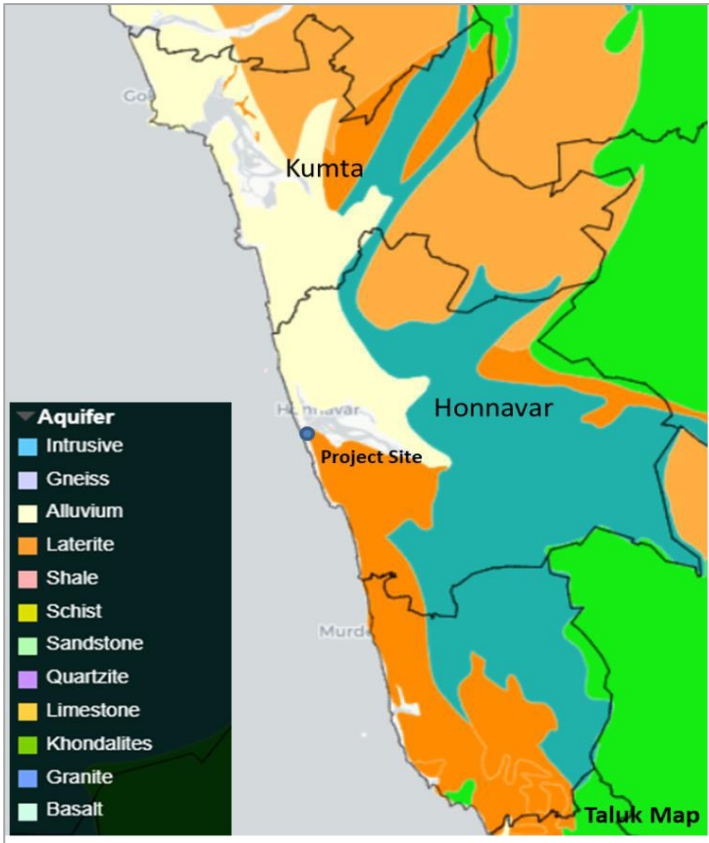 Kumta
Honnavar
Honnavar
Project Site
Aquifer
Intrusive
Gneiss
Alluvium
Laterite
Shale
Schist
Sandstone
Quartzite
Limestone
Khondalites
Granite
Basalt
Taluk Map